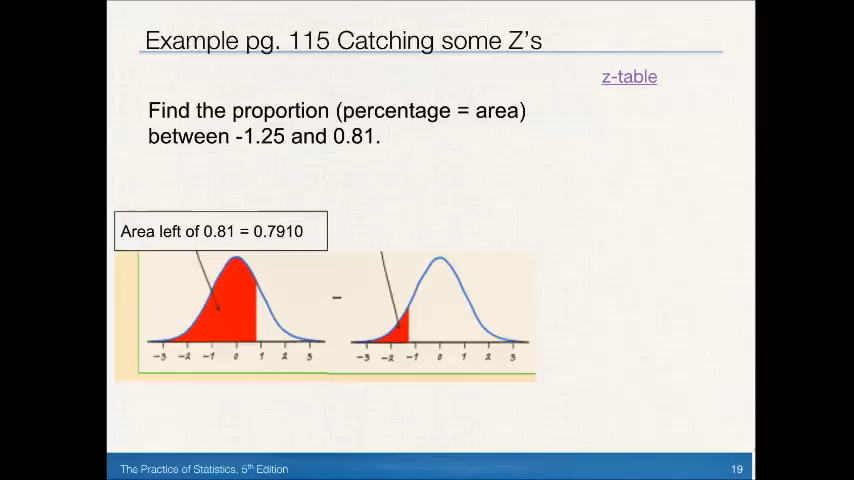 Example pg. 115 Catching some Z's
z-table
Find the proportion (percentage = area)
between -1.25 and 0.81.
Area left of 0.81 = 0.7910
–
-3 -2 -1 0 1 2 3
-3 -2 -1 0 1 2 3
The Practice of Statistics, 5th Edition
19